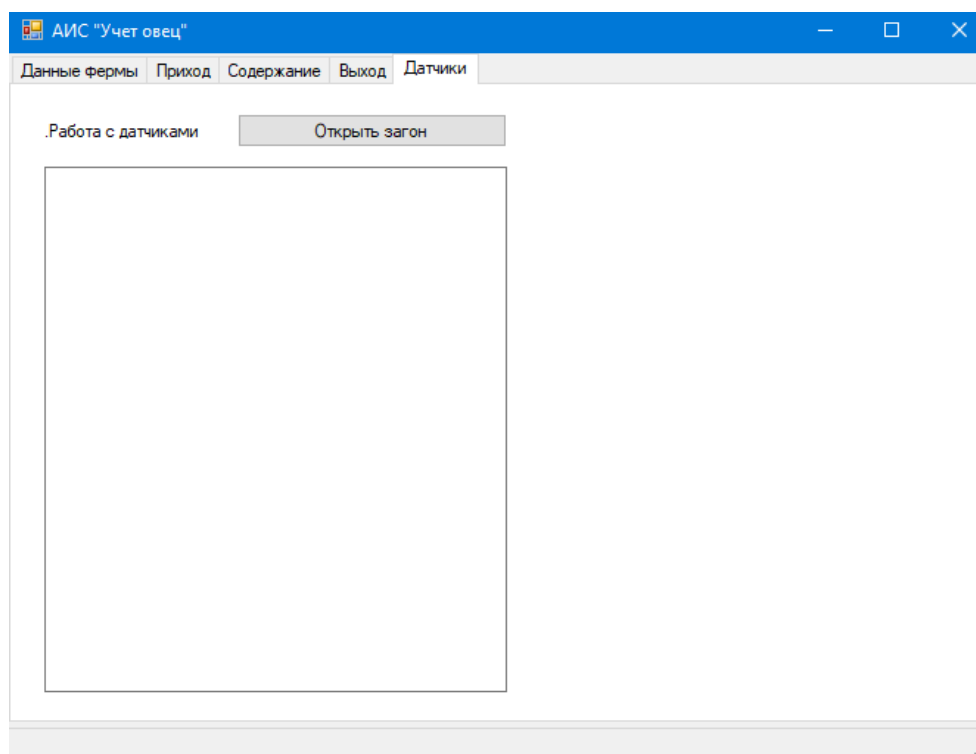 АИС "Учет овец"
Данные фермы Приход Содержание Выход Датчики
.Работа с датчиками Открыть загон